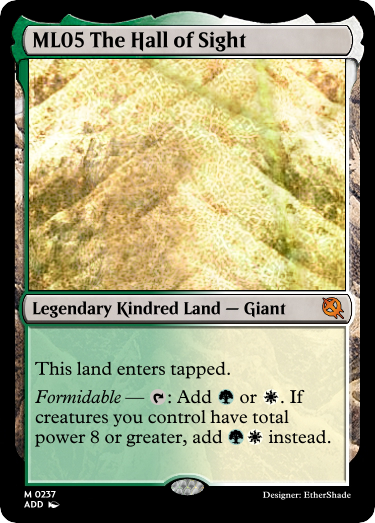 ML05 The Hall of Sight
Legendary Kindred Land — Giant
This land enters tapped.
Formidable — : Add or . If
creatures you control have total
power 8 or greater, add instead.
M 0237
ADD
Designer: EtherShade